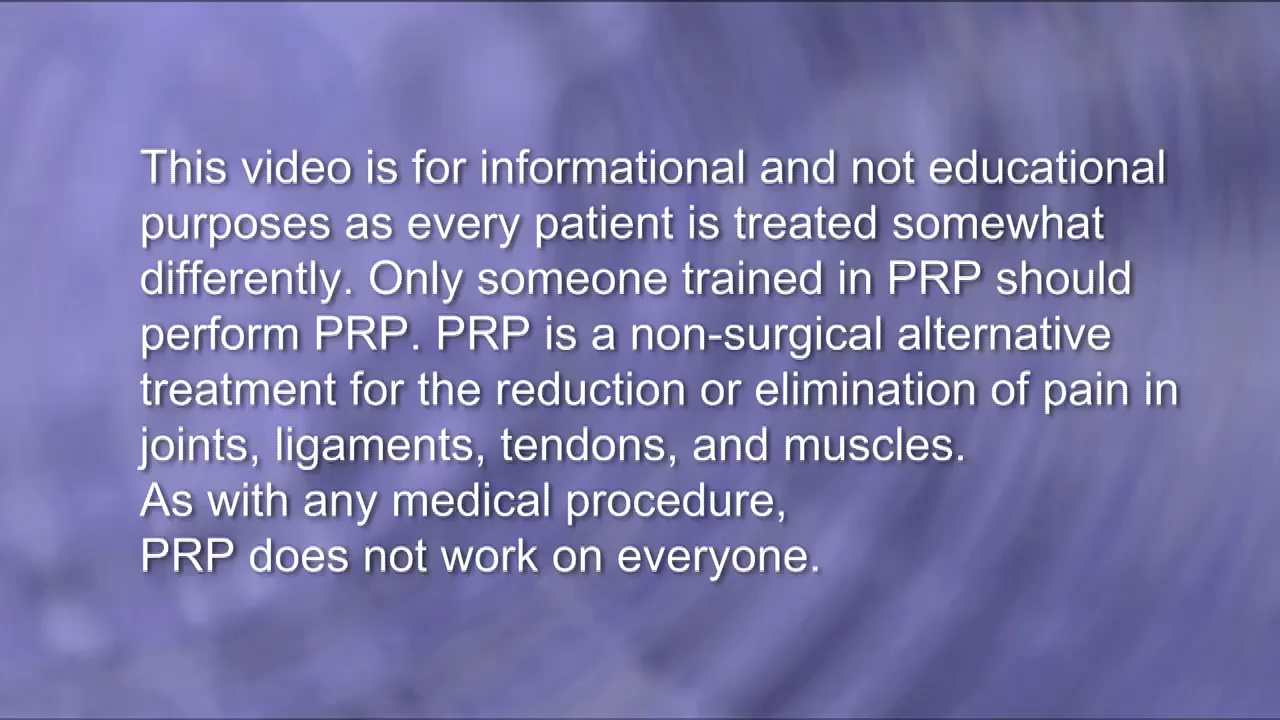 This video is for informational and not educational
purposes as every patient is treated somewhat
differently. Only someone trained in PRP should
perform PRP. PRP is a non-surgical alternative
treatment for the reduction or elimination of pain in
joints, ligaments, tendons, and muscles.
As with any medical procedure,
PRP does not work on everyone.